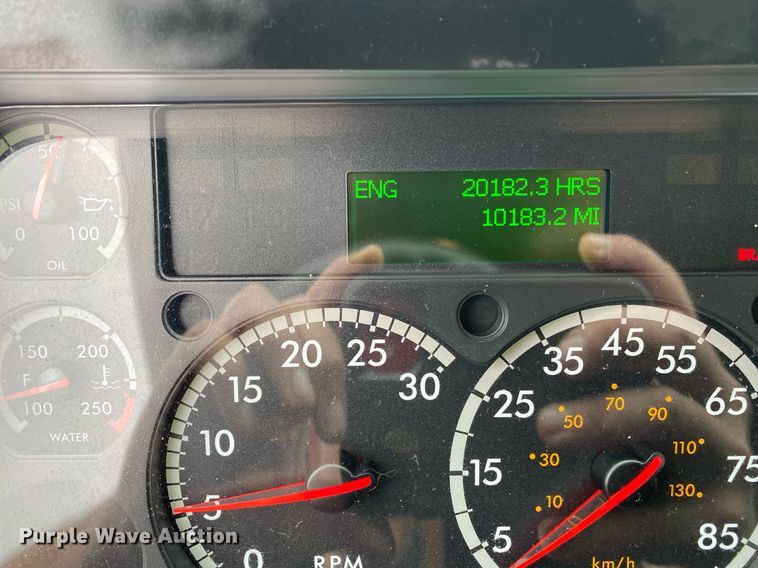 ENG 20182.3 HRS
10183.2 MI
50
PSI
0 100
OIL
150 200
F
100 250
WATER
0 5 10 15 20 25 30
RPM
5 15 25 35 45 55 65 75 85
10 30 50 70 90 110 130
km/h
Purple Wave Auction